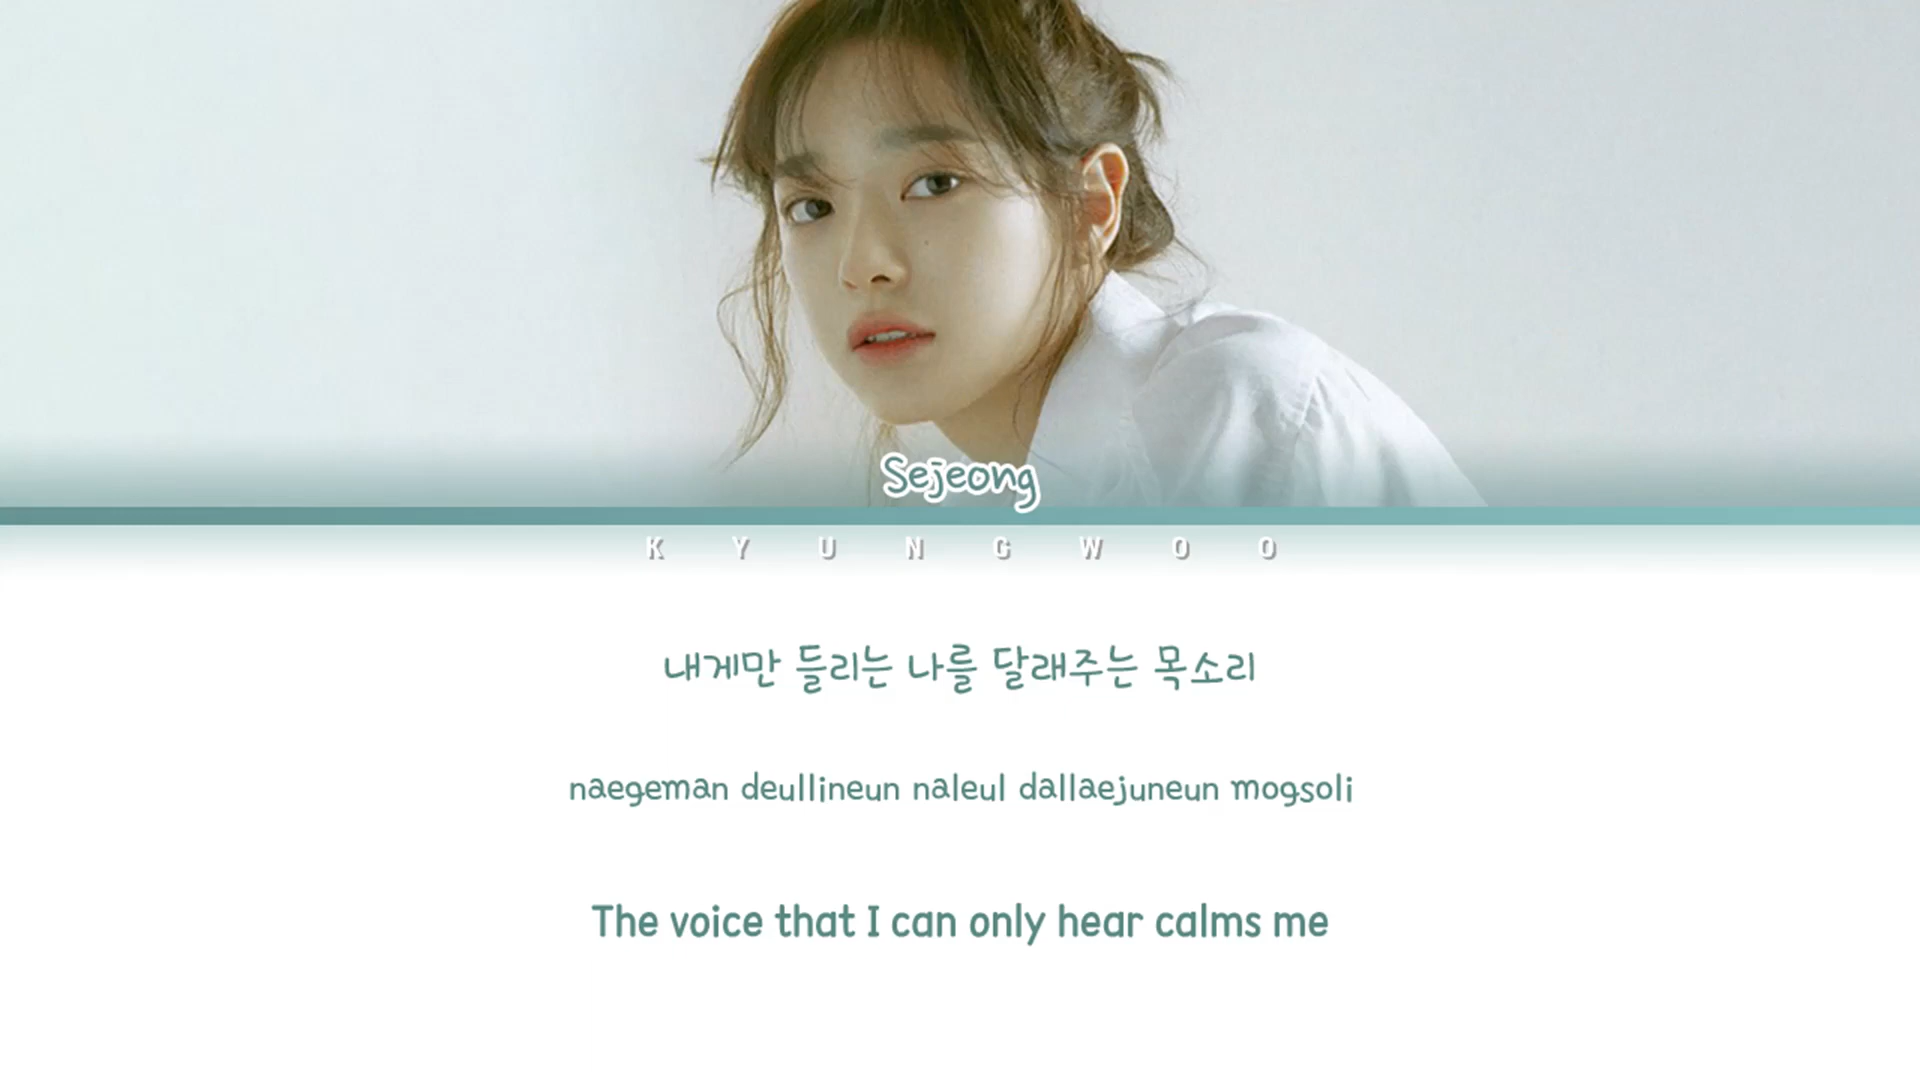 Sejeong
KYUNGWOO
내게만 들리는 나를 달래주는 목소리
naegeman deullineun naleul dallaejuneun mogsoli
The voice that I can only hear calms me